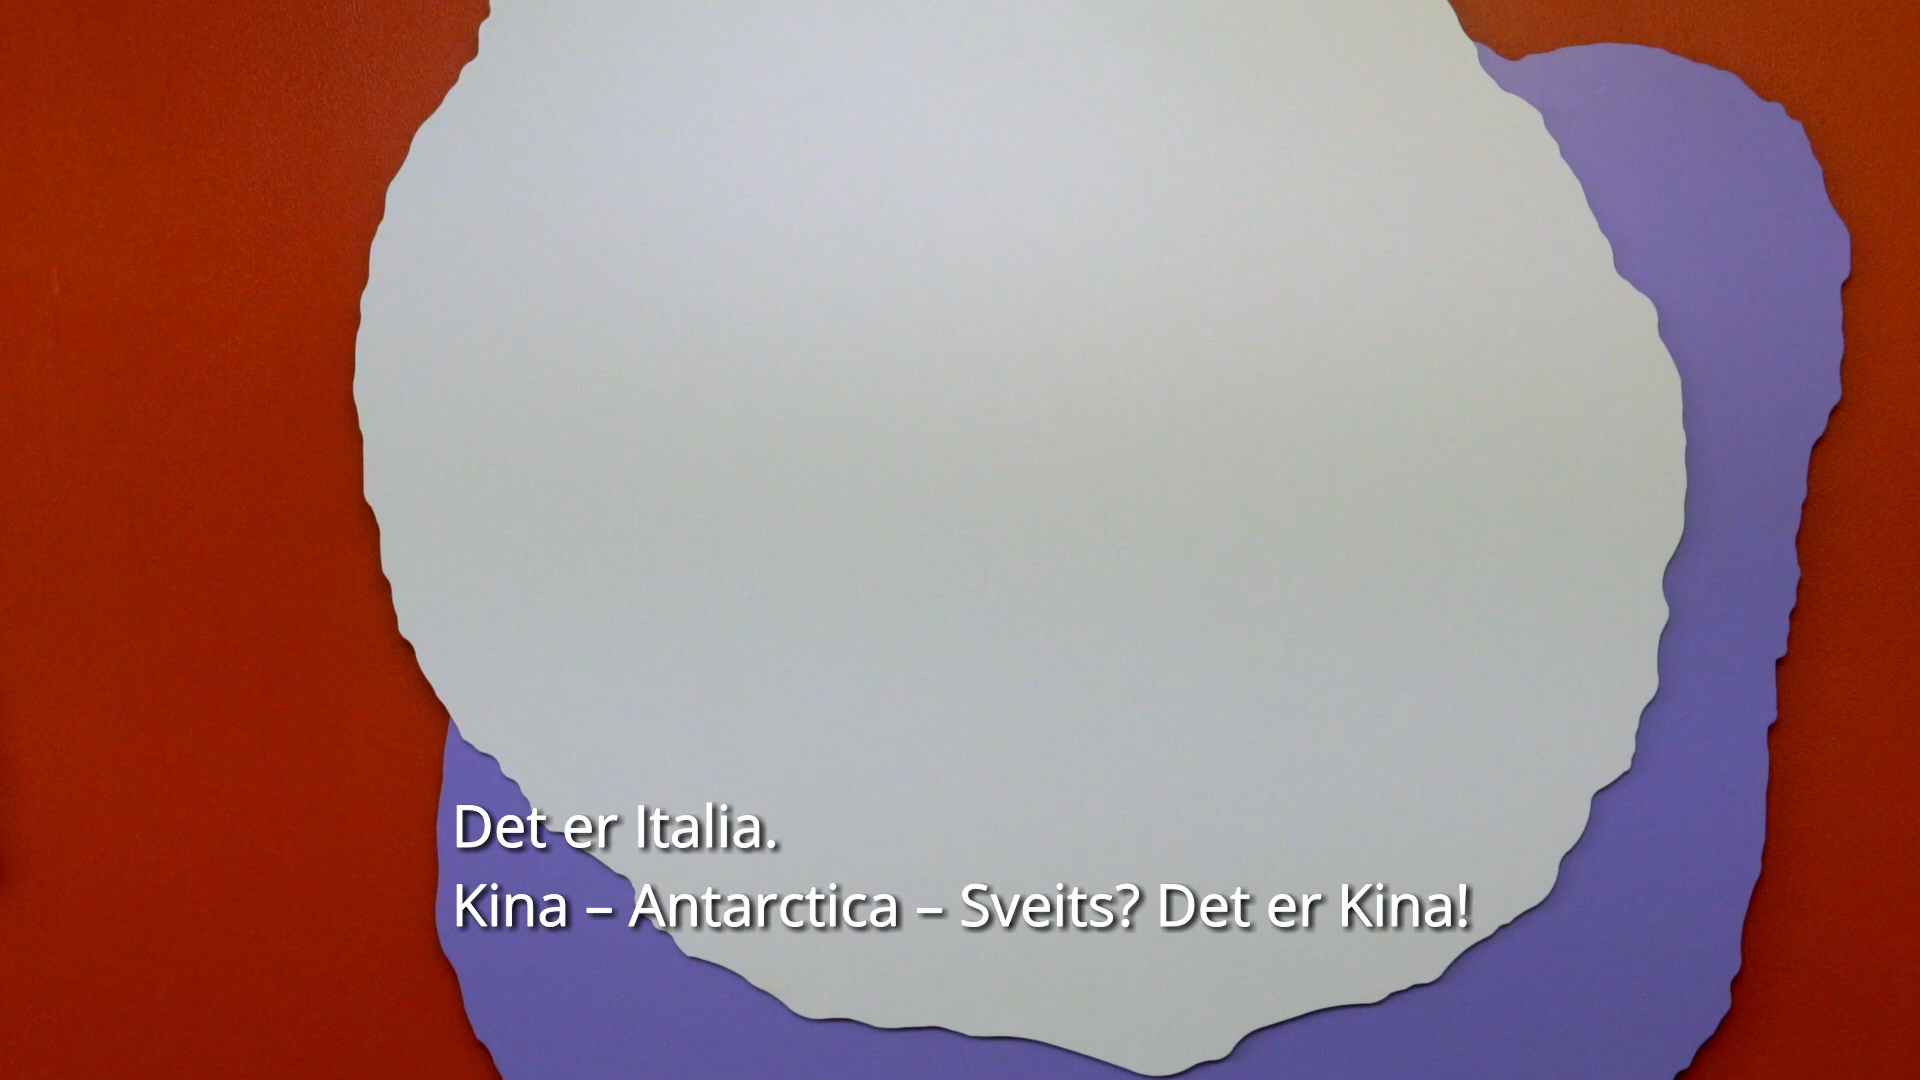 Det er Italia.
Kina – Antarctica – Sveits? Det er Kina!